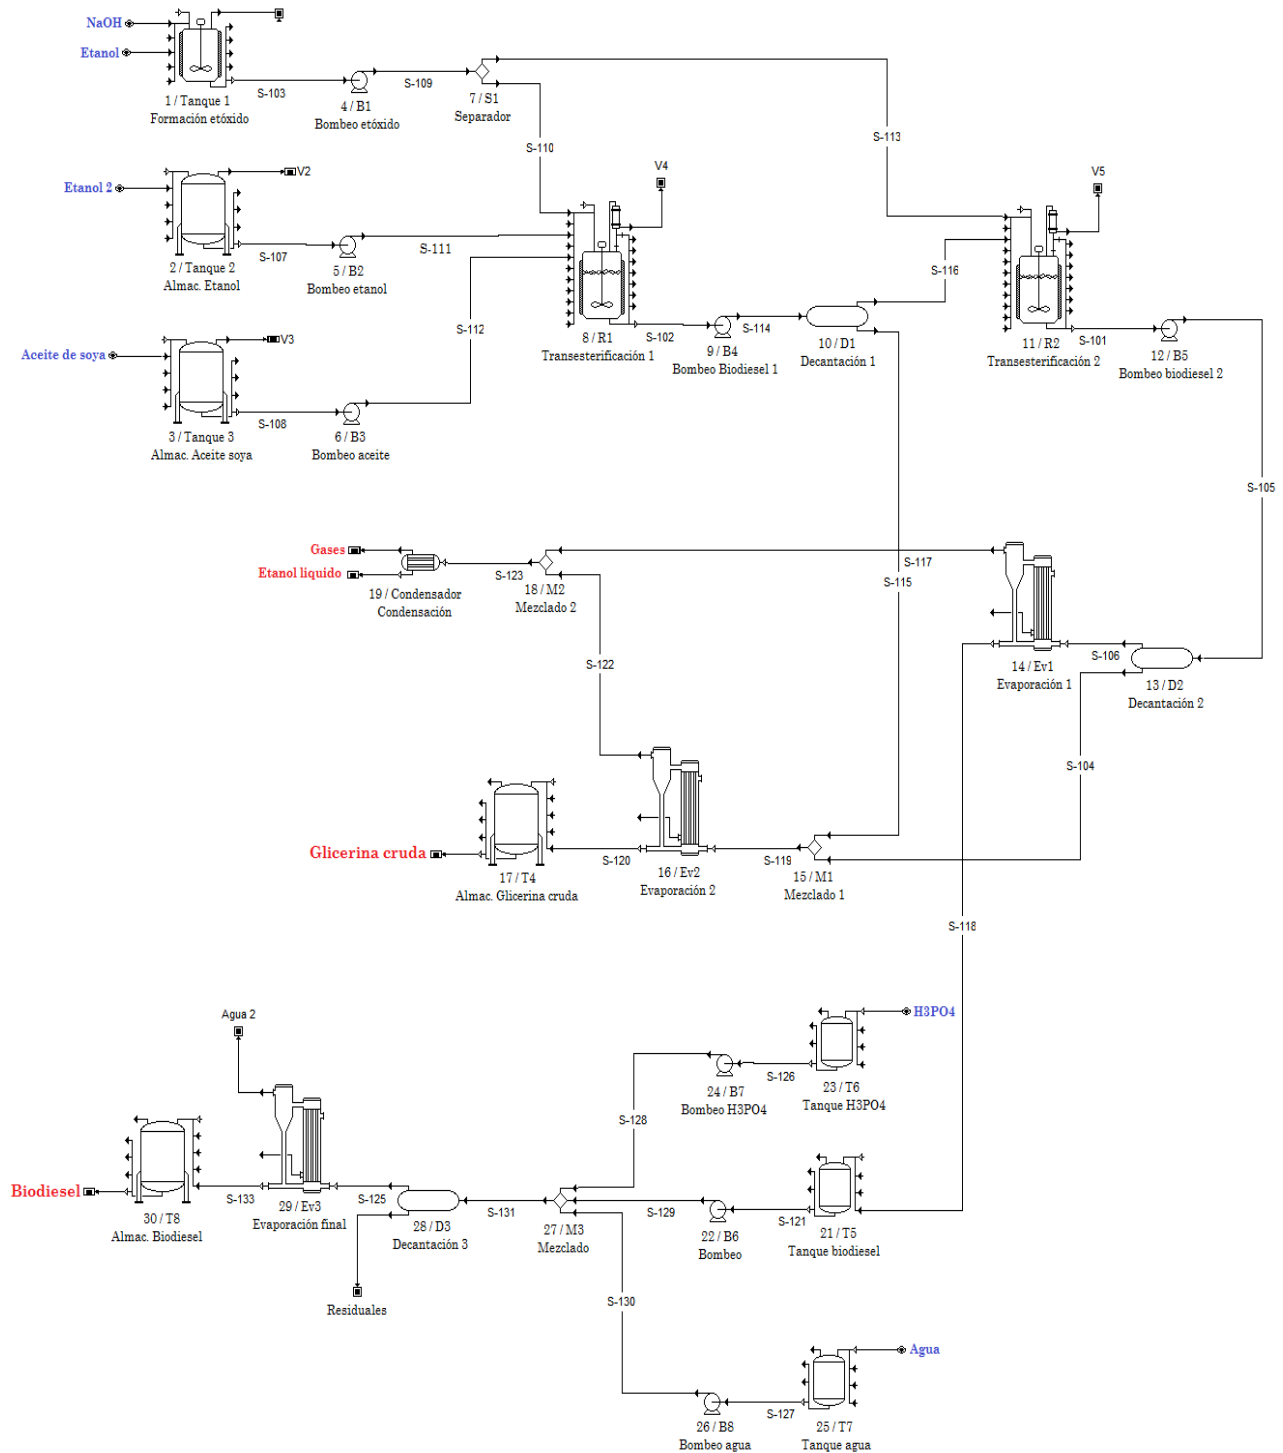 NaOH
Etanol
1 / Tanque 1
Formación etóxido
S-103
4 / B1
Bombeo etóxido
S-109
7 / S1
Separador
S-110
S-113
Etanol 2
V2
2 / Tanque 2
Almac. Etanol
S-107
5 / B2
Bombeo etanol
S-111
V4
V5
Aceite de soya
V3
3 / Tanque 3
Almac. Aceite soya
S-108
6 / B3
Bombeo aceite
S-112
8 / R1
Transesterificación 1
S-102
9 / B4
Bombeo Biodiesel 1
S-114
10 / D1
Decantación 1
S-116
11 / R2
Transesterificación 2
S-101
12 / B5
Bombeo biodiesel 2
S-105
Gases
Etanol liquido
19 / Condensador
Condensación
S-123
18 / M2
Mezclado 2
S-117
S-115
14 / Ev1
Evaporación 1
S-106
13 / D2
Decantación 2
S-122
S-104
Glicerina cruda
17 / T4
Almac. Glicerina cruda
S-120
16 / Ev2
Evaporación 2
S-119
15 / M1
Mezclado 1
S-118
Agua 2
H3PO4
24 / B7
Bombeo H3PO4
S-126
23 / T6
Tanque H3PO4
S-128
Biodiesel
30 / T8
Almac. Biodiesel
S-133
29 / Ev3
Evaporación final
S-125
28 / D3
Decantación 3
S-131
27 / M3
Mezclado
S-129
22 / B6
Bombeo
S-121
21 / T5
Tanque biodiesel
Residuales
S-130
Agua
26 / B8
Bombeo agua
S-127
25 / T7
Tanque agua